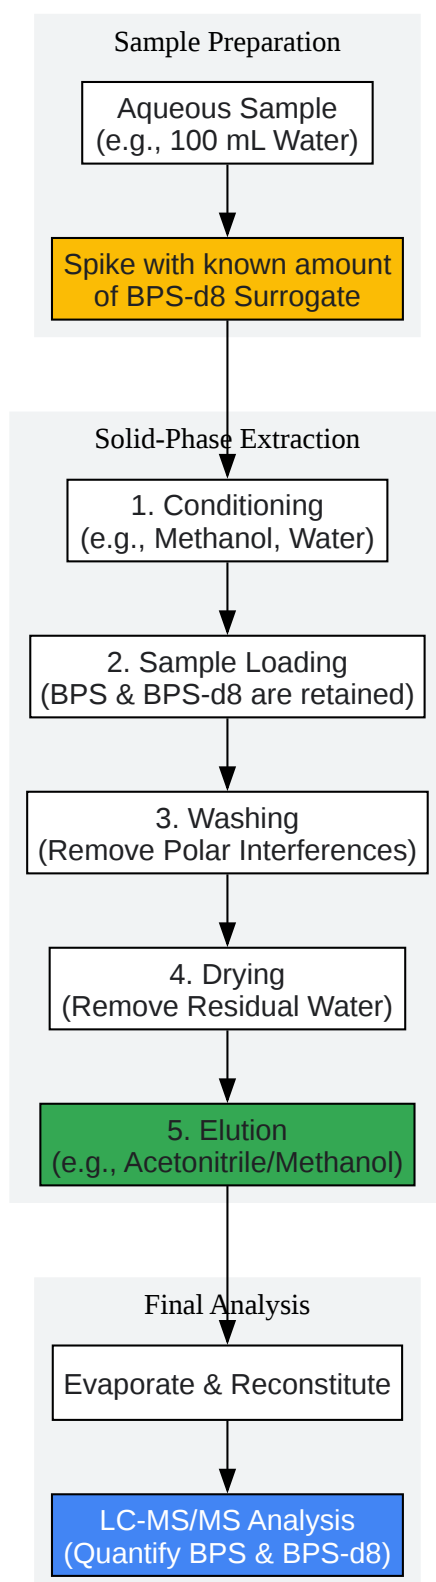 Sample Preparation
Aqueous Sample
(e.g., 100 mL Water)
Spike with known amount
of BPS-d8 Surrogate
Solid-Phase Extraction
1. Conditioning
(e.g., Methanol, Water)
2. Sample Loading
(BPS & BPS-d8 are retained)
3. Washing
(Remove Polar Interferences)
4. Drying
(Remove Residual Water)
5. Elution
(e.g., Acetonitrile/Methanol)
Final Analysis
Evaporate & Reconstitute
LC-MS/MS Analysis
(Quantify BPS & BPS-d8)